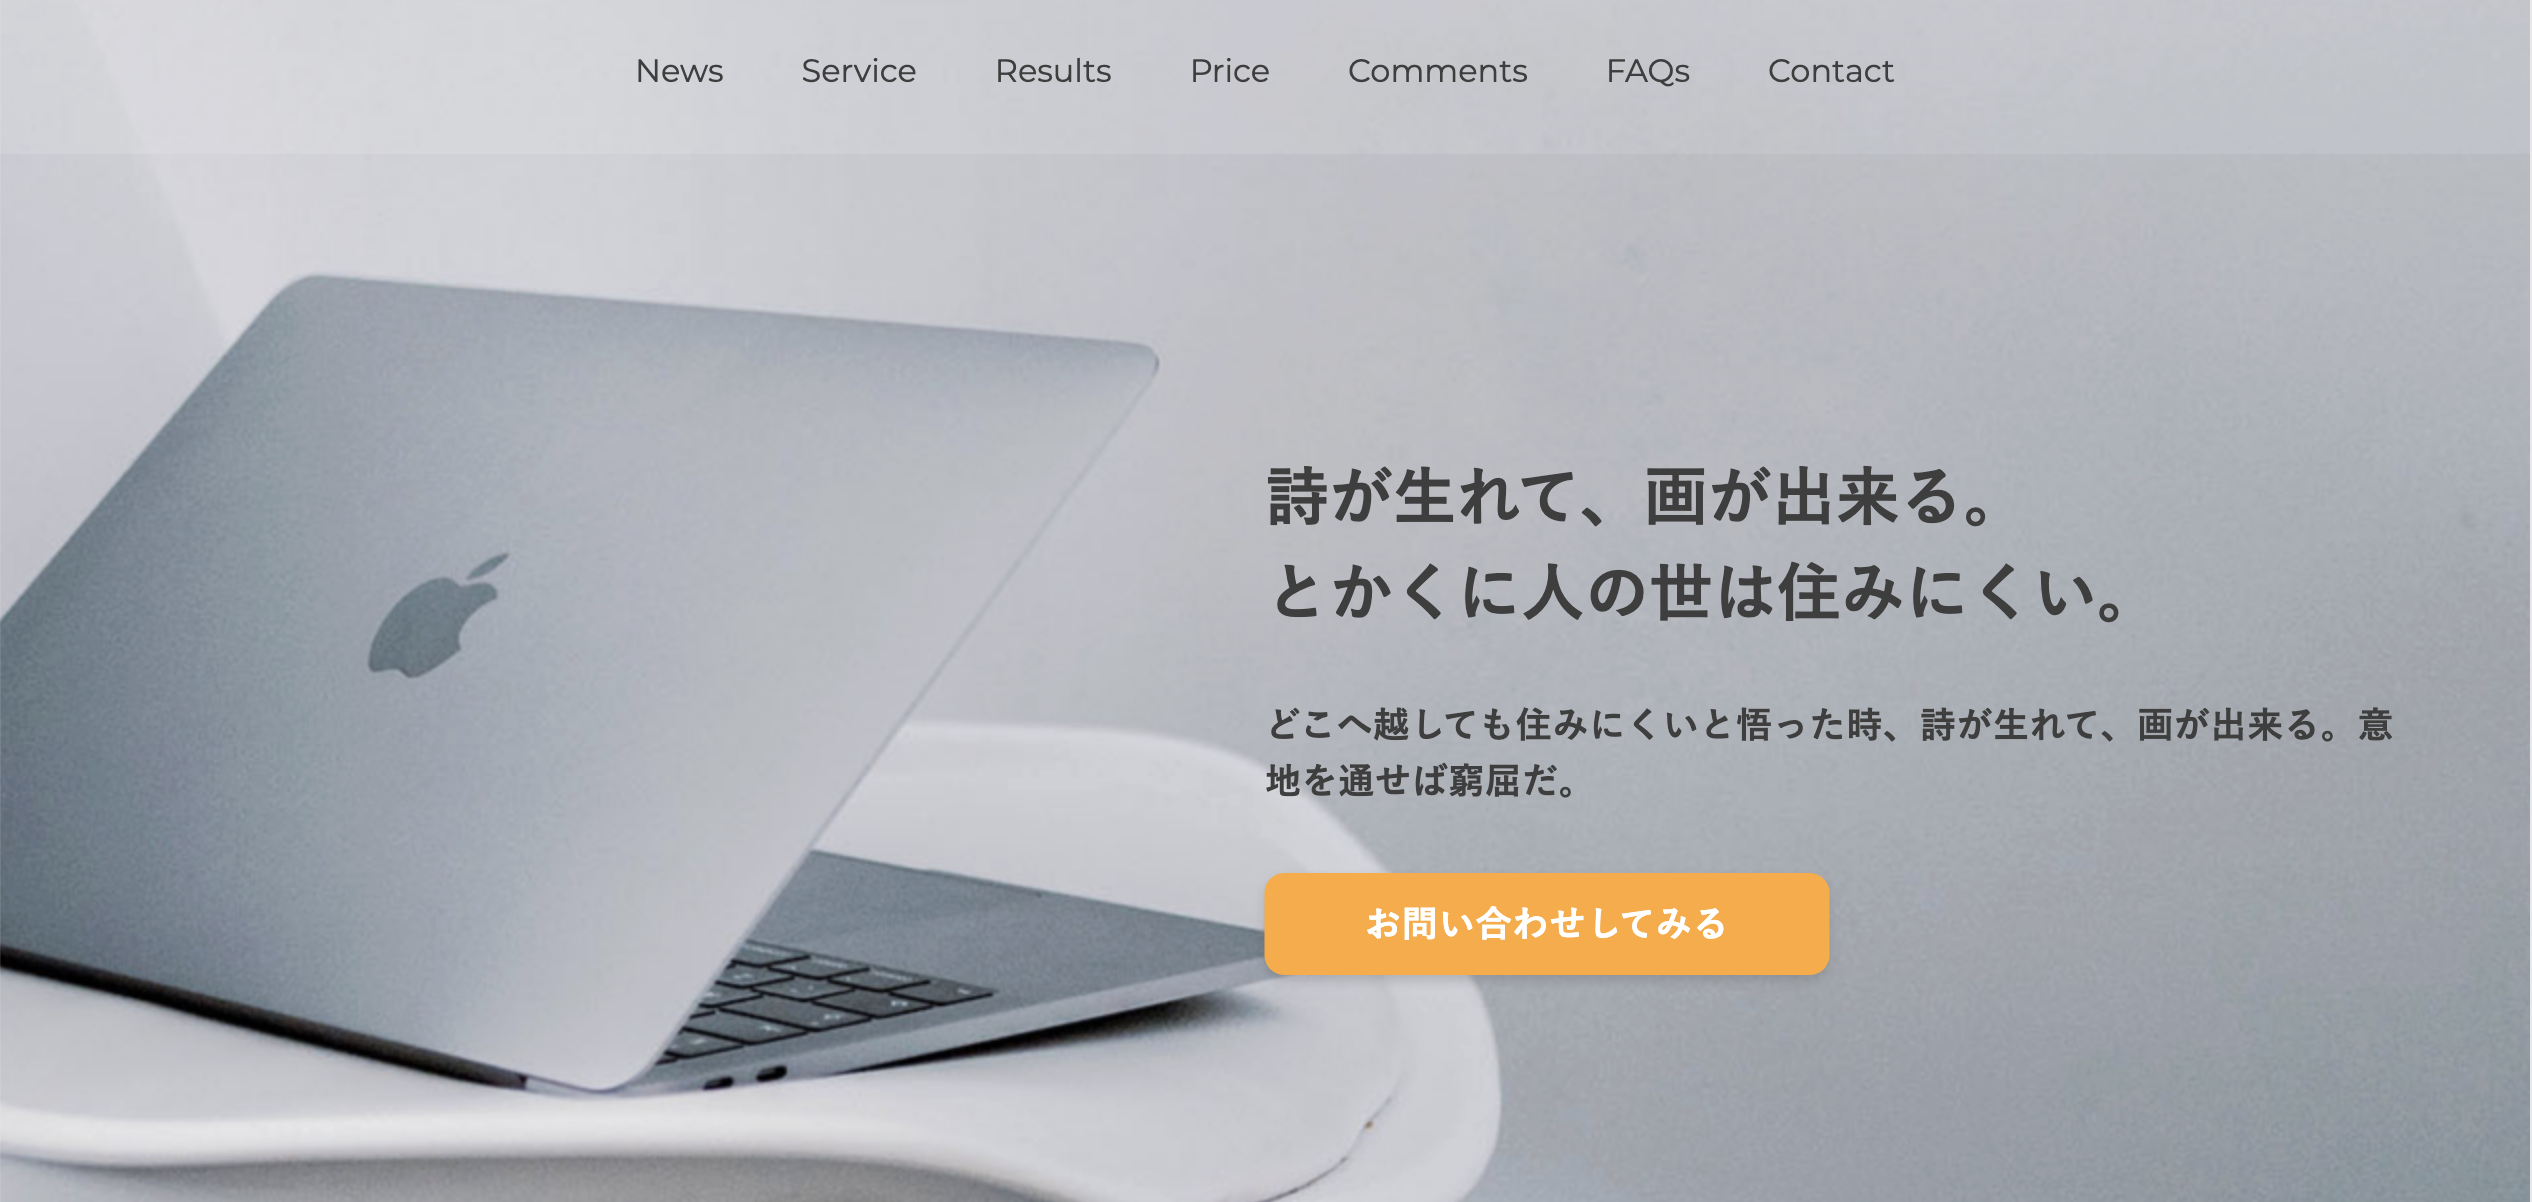 News Service Results Price Comments FAQs Contact
詩が生れて、画が出来る。
とかくに人の世は住みにくい。
どこへ越しても住みにくいと悟った時、詩が生れて、画が出来る。意
地を通せば窮屈だ。
お問い合わせしてみる